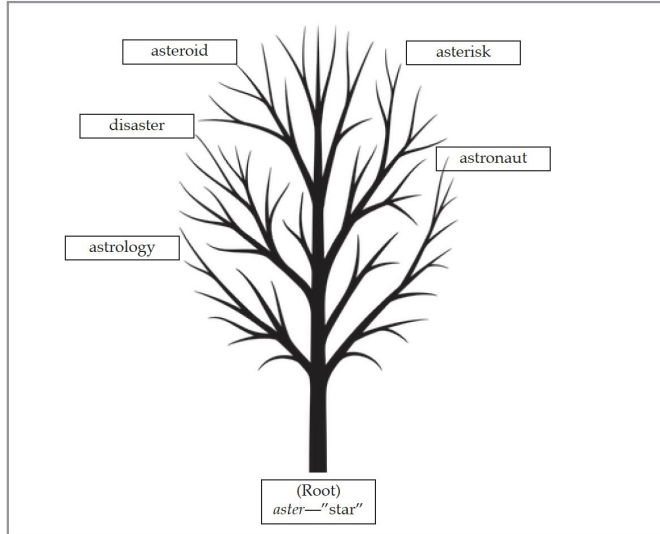 asteroid
asterisk
disaster
astronaut
astrology
(Root)
aster—”star”